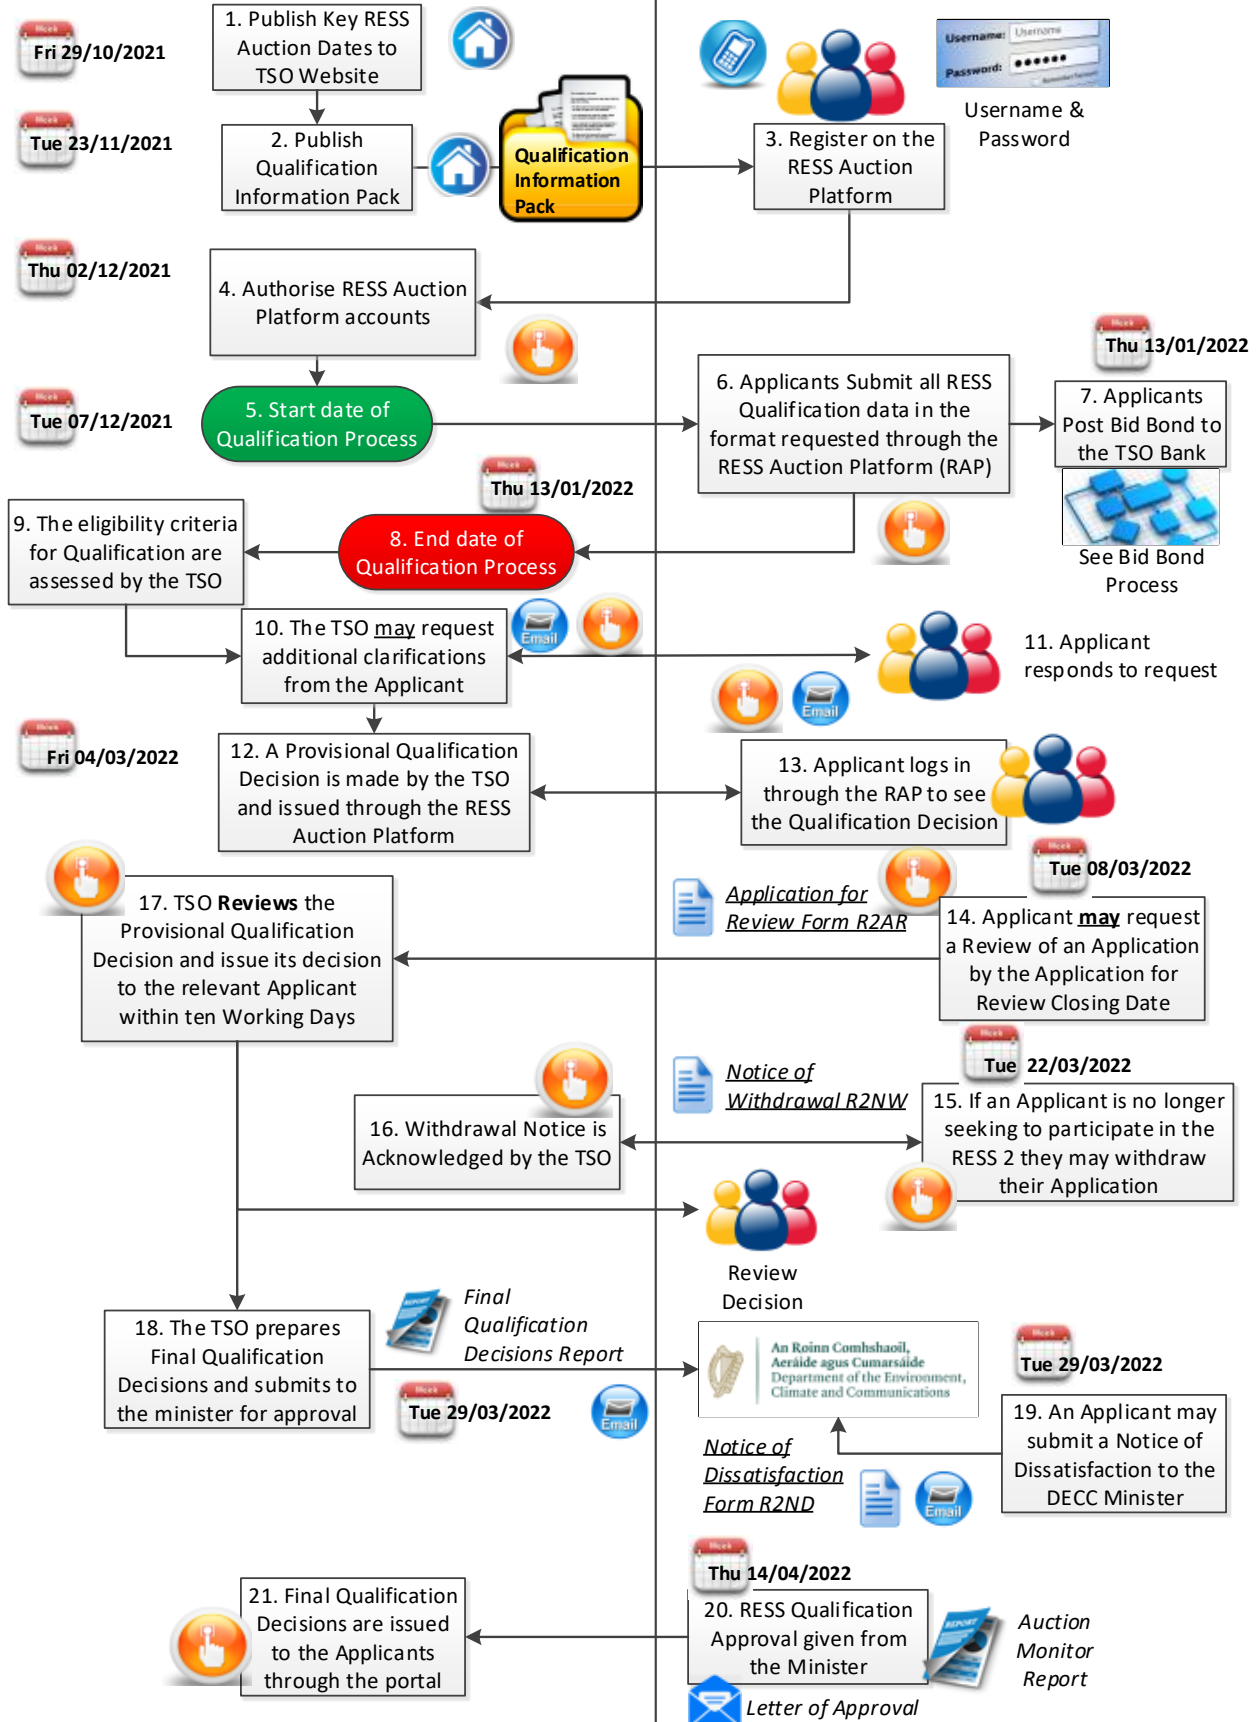 Week
Fri 29/10/2021
1. Publish Key RESS
Auction Dates to
TSO Website
Username:
Username
Password:
Username &
Password
Week
Tue 23/11/2021
2. Publish
Qualification
Information Pack
Qualification
Information
Pack
3. Register on the
RESS Auction
Platform
Week
Thu 02/12/2021
4. Authorise RESS Auction
Platform accounts
Week
Tue 07/12/2021
5. Start date of
Qualification Process
6. Applicants Submit all RESS
Qualification data in the
format requested through the
RESS Auction Platform (RAP)
Week
Thu 13/01/2022
7. Applicants
Post Bid Bond to
the TSO Bank
See Bid Bond
Process
Week
Thu 13/01/2022
8. End date of
Qualification Process
9. The eligibility criteria
for Qualification are
assessed by the TSO
10. The TSO may request
additional clarifications
from the Applicant
Email
11. Applicant
responds to request
Email
Week
Fri 04/03/2022
12. A Provisional Qualification
Decision is made by the TSO
and issued through the RESS
Auction Platform
13. Applicant logs in
through the RAP to see
the Qualification Decision
Week
Tue 08/03/2022
Application for
Review Form R2AR
14. Applicant may request
a Review of an Application
by the Application for
Review Closing Date
17. TSO Reviews the
Provisional Qualification
Decision and issue its decision
to the relevant Applicant
within ten Working Days
Week
Tue 22/03/2022
Notice of
Withdrawal R2NW
15. If an Applicant is no longer
seeking to participate in the
RESS 2 they may withdraw
their Application
16. Withdrawal Notice is
Acknowledged by the TSO
Review
Decision
18. The TSO prepares
Final Qualification
Decisions and submits to
the minister for approval
REPORT
Final
Qualification
Decisions Report
Week
Tue 29/03/2022
Email
An Roinn Comhshaoil,
Aeráide agus Cumarsáide
Department of the Environment,
Climate and Communications
Week
Tue 29/03/2022
19. An Applicant may
submit a Notice of
Dissatisfaction to the
DECC Minister
Notice of
Dissatisfaction
Form R2ND
Email
Week
Thu 14/04/2022
20. RESS Qualification
Approval given from
the Minister
REPORT
Auction
Monitor
Report
Letter of Approval
21. Final Qualification
Decisions are issued
to the Applicants
through the portal